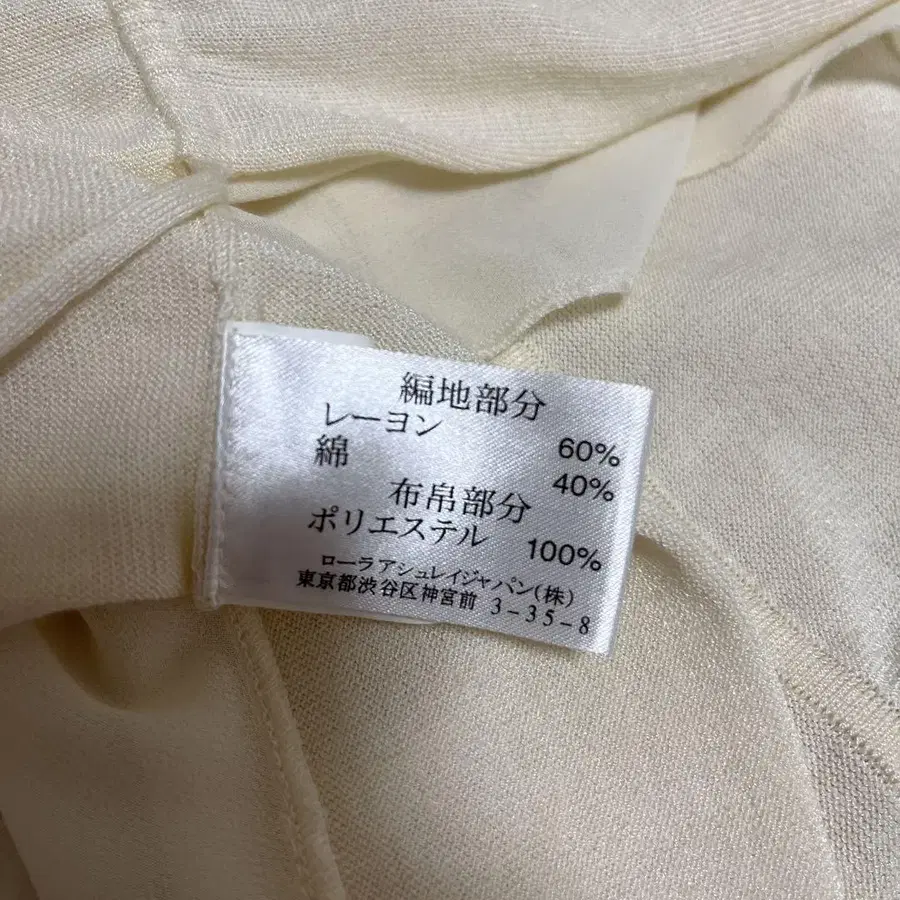 編地部分
レーヨン 60%
綿 40%
布帛部分
ポリエステル 100%
ローラアシュレイジャパン(株)
東京都渋谷区神宮前 3-35-8